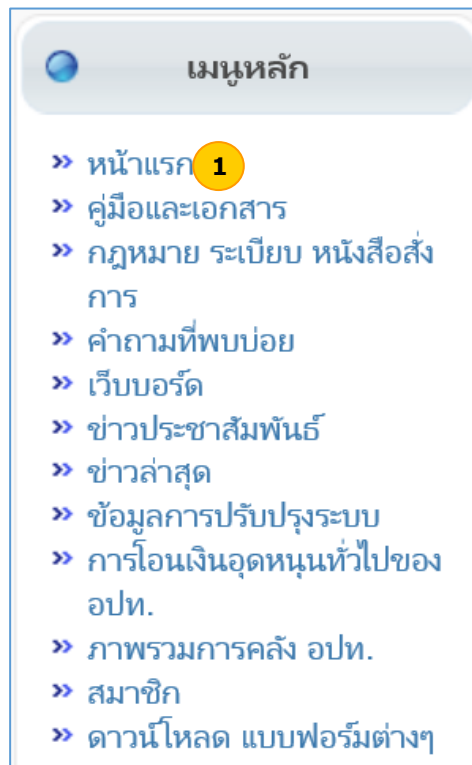 เมนูหลัก
หน้าแรก 1
คู่มือและเอกสาร
กฎหมาย ระเบียบ หนังสือสั่ง
การ
คำถามที่พบบ่อย
เว็บบอร์ด
ข่าวประชาสัมพันธ์
ข่าวล่าสุด
ข้อมูลการปรับปรุงระบบ
การโอนเงินอุดหนุนทั่วไปของ
อปท.
ภาพรวมการคลัง อปท.
สมาชิก
ดาวน์โหลด แบบฟอร์มต่างๆ